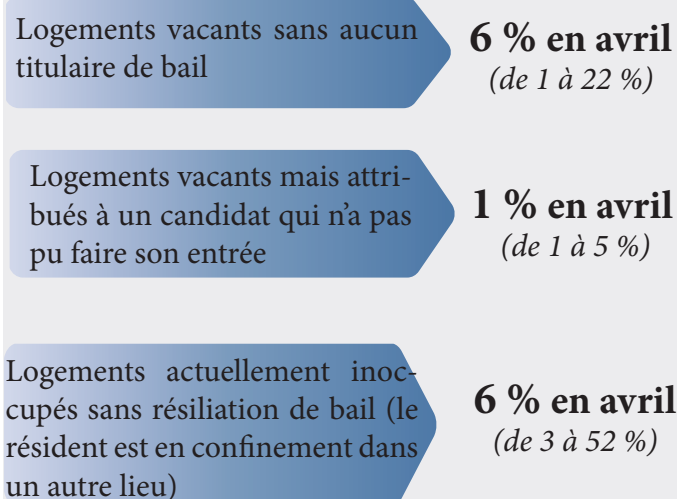 Logements vacants sans aucun
titulaire de bail
6 % en avril
(de 1 à 22 %)
Logements vacants mais attri-
bués à un candidat qui n'a pas
pu faire son entrée
1 % en avril
(de 1 à 5 %)
Logements actuellement inoc-
cupés sans résiliation de bail (le
résident est en confinement dans
un autre lieu)
6 % en avril
(de 3 à 52 %)